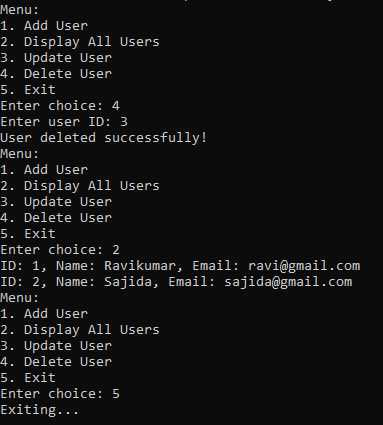 Menu:
1. Add User
2. Display All Users
3. Update User
4. Delete User
5. Exit
Enter choice: 4
Enter user ID: 3
User deleted successfully!
Menu:
1. Add User
2. Display All Users
3. Update User
4. Delete User
5. Exit
Enter choice: 2
ID: 1, Name: Ravikumar, Email: ravi@gmail.com
ID: 2, Name: Sajida, Email: sajida@gmail.com
Menu:
1. Add User
2. Display All Users
3. Update User
4. Delete User
5. Exit
Enter choice: 5
Exiting...